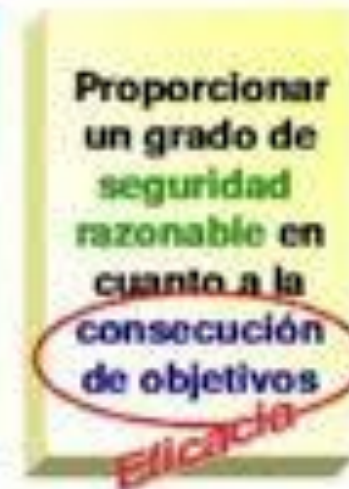 Proporcionar
un grado de
seguridad
razonable en
cuanto a la
consecución
de objetivos
Eficacia